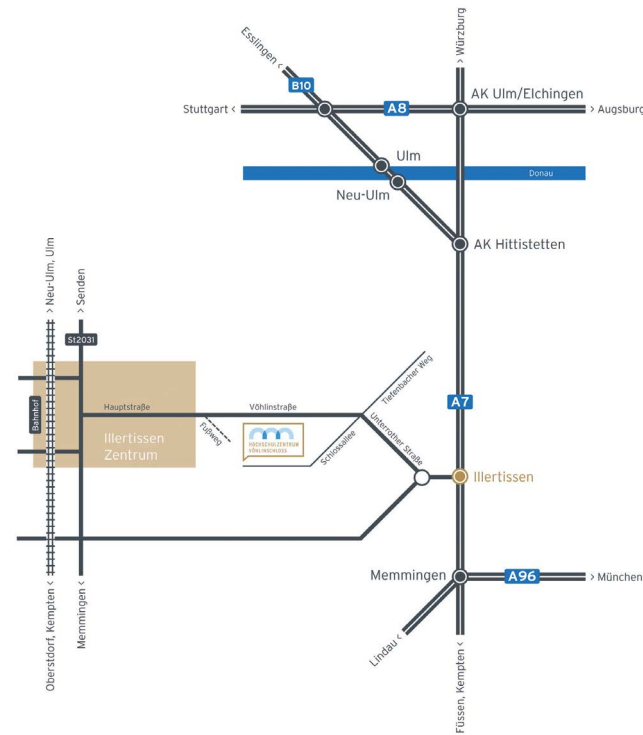 Esslingen <
> Würzburg
B10
Stuttgart <
A8
AK Ulm/Elchingen
> Augsburg
Ulm
Donau
Neu-Ulm
AK Hittistetten
> Neu-Ulm, Ulm
> Senden
St2031
Bahnhof
Hauptstraße
Illertissen
Zentrum
Fußweg
Vöhlinstraße
HOCHSCHULZENTRUM
VÖHLINSCHLOSS
Schlossallee
Tiefenbacher Weg
Unterrother Straße
A7
Illertissen
Memmingen
A96
> München
Lindau <
Füssen, Kempten <
Oberstdorf, Kempten <
Memmingen <